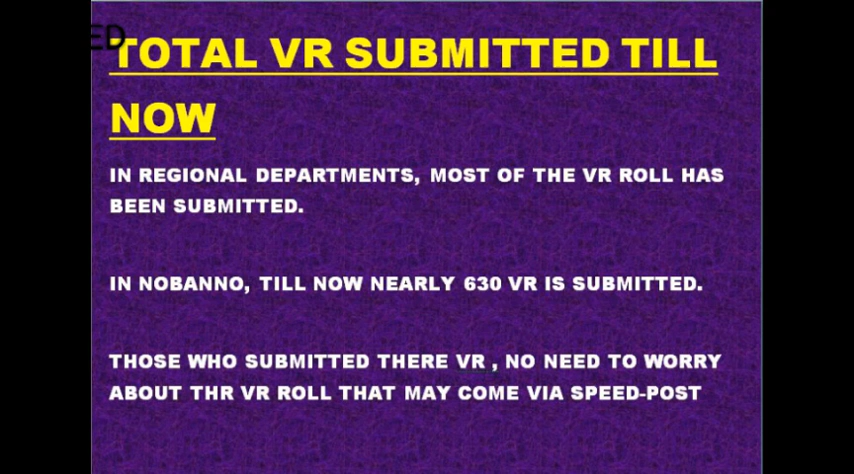 ED
TOTAL VR SUBMITTED TILL
NOW
IN REGIONAL DEPARTMENTS, MOST OF THE VR ROLL HAS
BEEN SUBMITTED.
IN NOBANNO, TILL NOW NEARLY 630 VR IS SUBMITTED.
THOSE WHO SUBMITTED THERE VR , NO NEED TO WORRY
ABOUT THR VR ROLL THAT MAY COME VIA SPEED-POST